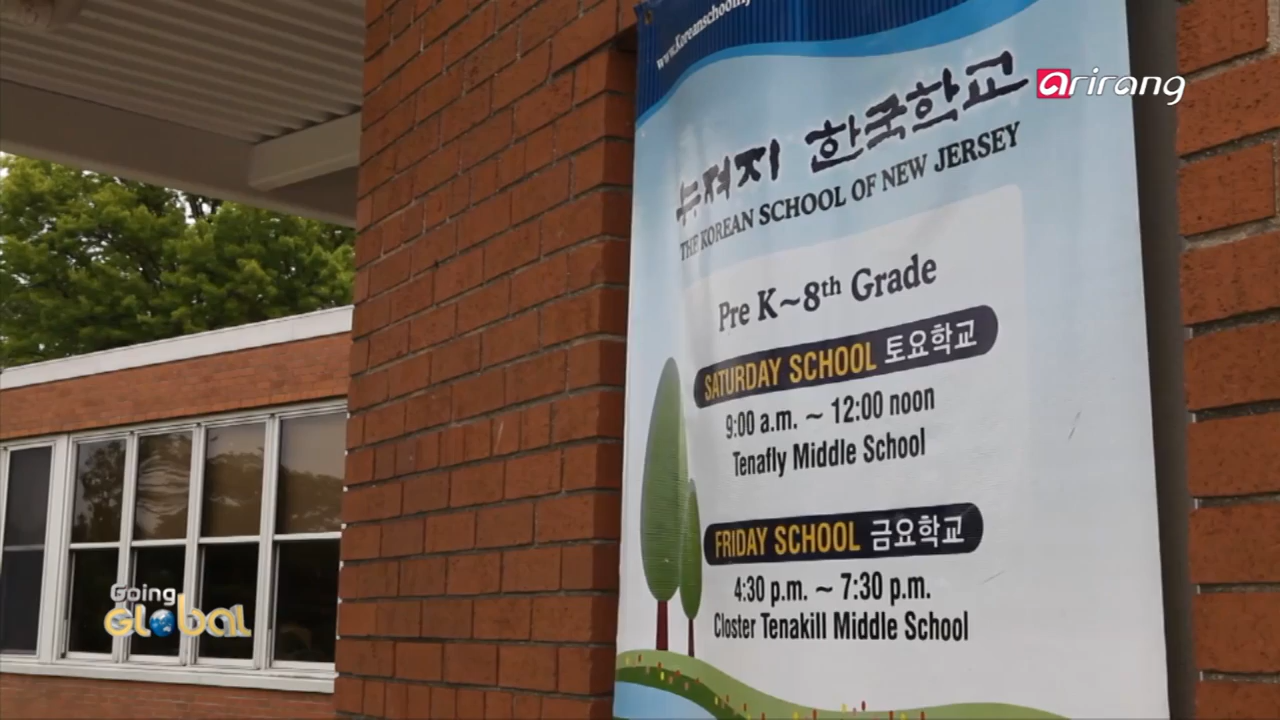 www.Koreanschoolnj
arirang
뉴저지 한국학교
THE KOREAN SCHOOL OF NEW JERSEY
Pre K~8th Grade
SATURDAY SCHOOL 토요학교
9:00 a.m. ~ 12:00 noon
Tenafly Middle School
FRIDAY SCHOOL 금요학교
4:30 p.m. ~ 7:30 p.m.
Closter Tenakill Middle School
Going
GLobal